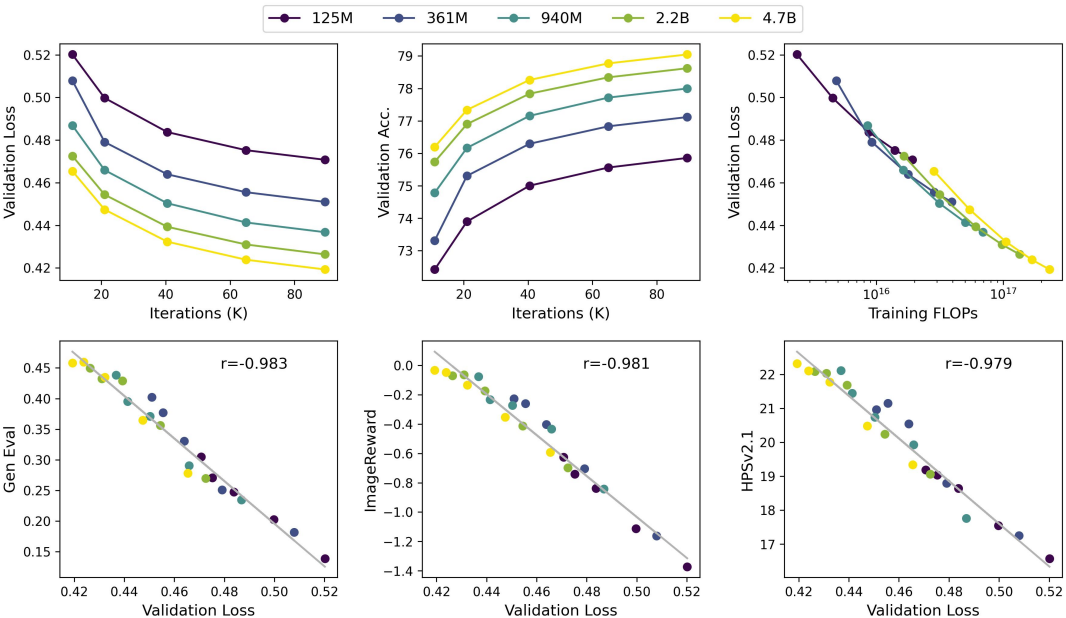 125M 361M 940M 2.2B 4.7B
0.52
0.50
0.48
0.46
0.44
0.42
Validation Loss
20 40 60 80
Iterations (K)
79
78
77
76
75
74
73
Validation Acc.
20 40 60 80
Iterations (K)
0.52
0.50
0.48
0.46
0.44
0.42
Validation Loss
10^16 10^17
Training FLOPs
r=-0.983
0.45
0.40
0.35
0.30
0.25
0.20
0.15
Gen Eval
0.42 0.44 0.46 0.48 0.50 0.52
Validation Loss
r=-0.981
0.0
−0.2
−0.4
−0.6
−0.8
−1.0
−1.2
−1.4
ImageReward
0.42 0.44 0.46 0.48 0.50 0.52
Validation Loss
r=-0.979
22
21
20
19
18
17
HPSv2.1
0.42 0.44 0.46 0.48 0.50 0.52
Validation Loss